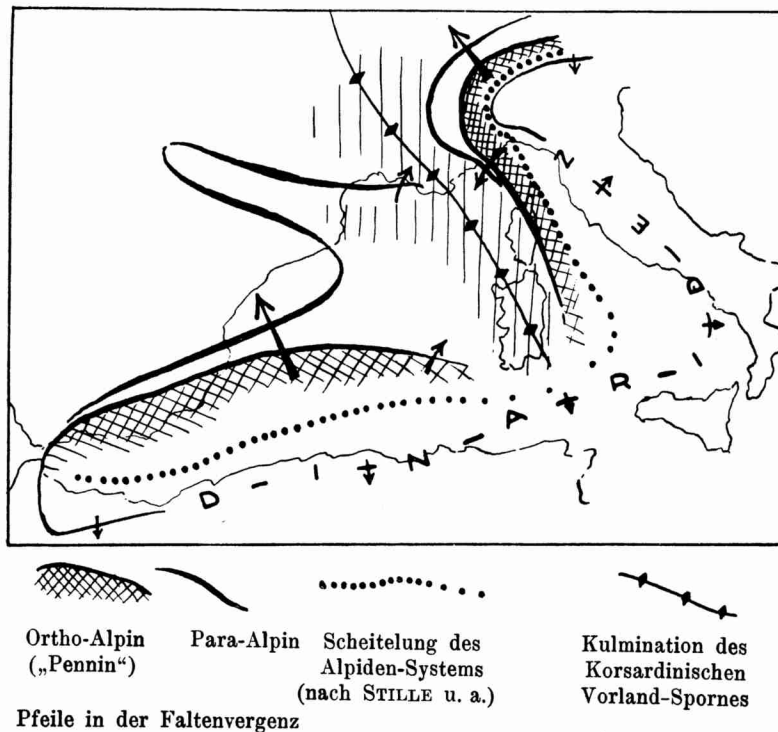 D-I-N-A-R-I-D-E-N
Ortho-Alpin
(„Pennin“)
Para-Alpin
Scheitelung des
Alpiden-Systems
(nach STILLE u. a.)
Kulmination des
Korsardinischen
Vorland-Spornes
Pfeile in der Faltenvergenz